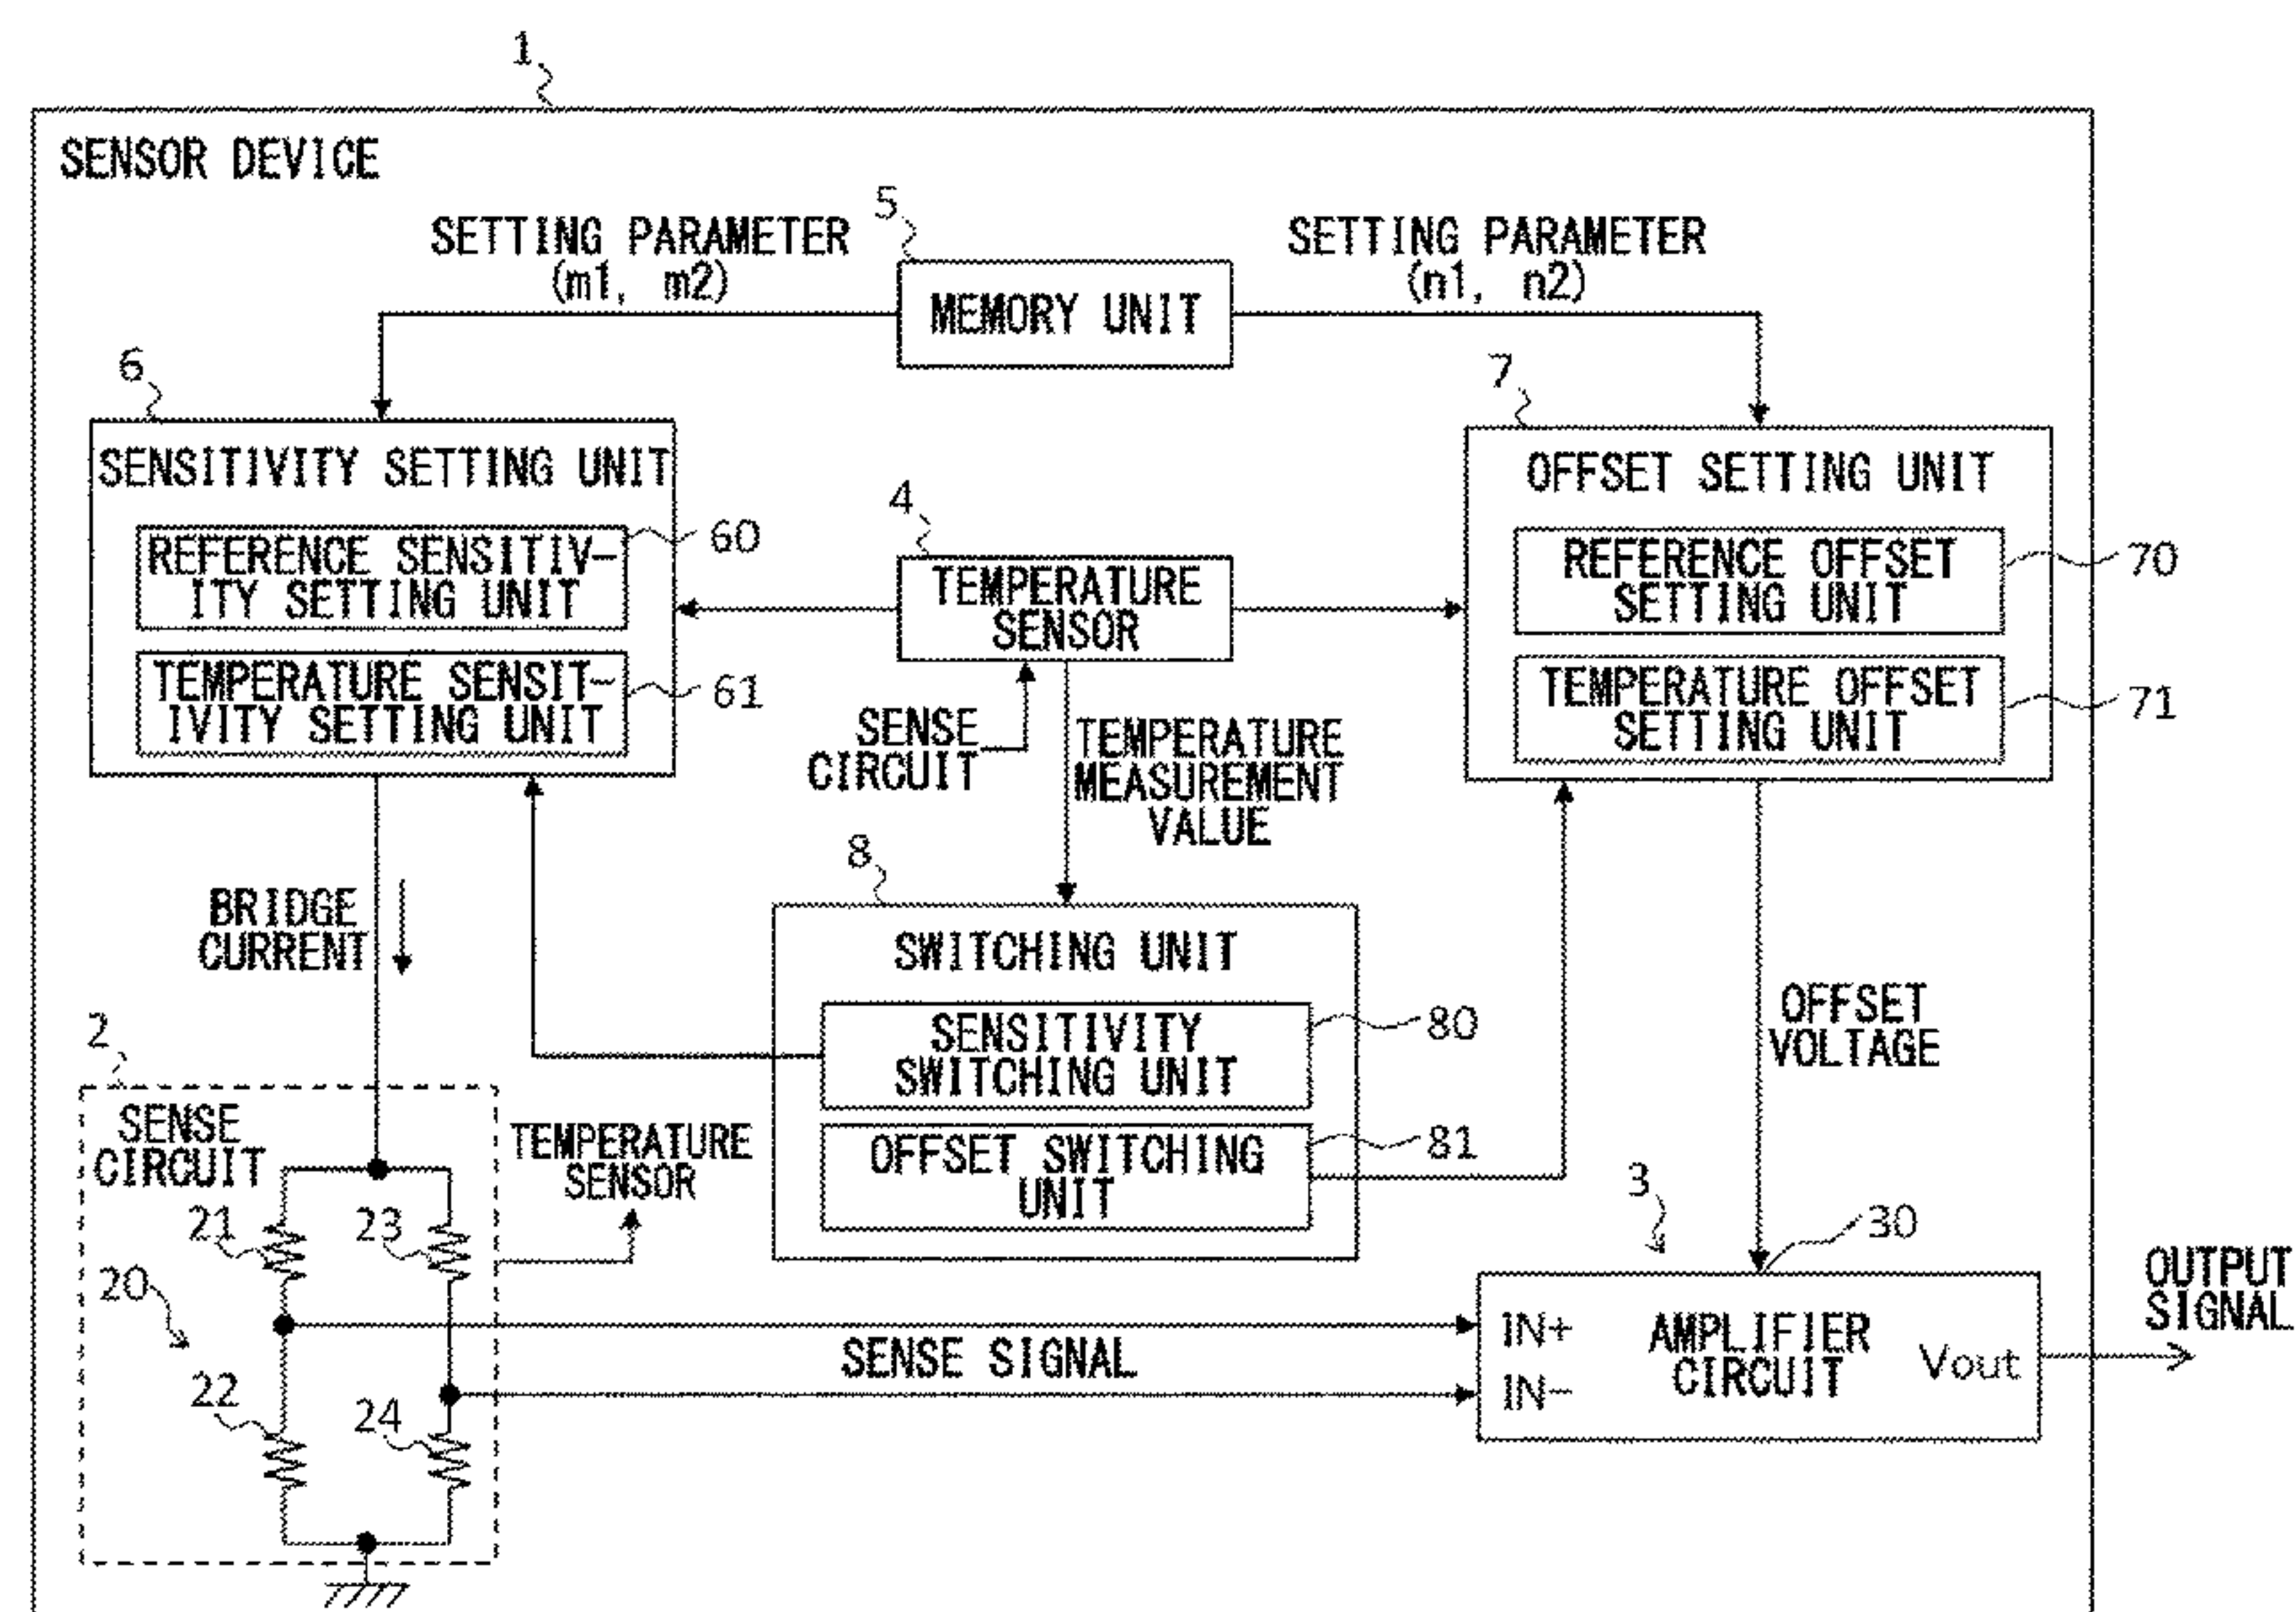 1
SENSOR DEVICE
5
SETTING PARAMETER
(m1, m2)
MEMORY UNIT
SETTING PARAMETER
(n1, n2)
6
SENSITIVITY SETTING UNIT
REFERENCE SENSITIV-
ITY SETTING UNIT
60
TEMPERATURE SENSIT-
IVITY SETTING UNIT
61
4
TEMPERATURE
SENSOR
SENSE
CIRCUIT
TEMPERATURE
MEASUREMENT
VALUE
7
OFFSET SETTING UNIT
REFERENCE OFFSET
SETTING UNIT
70
TEMPERATURE OFFSET
SETTING UNIT
71
BRIDGE
CURRENT
8
SWITCHING UNIT
SENSITIVITY
SWITCHING UNIT
80
OFFSET SWITCHING
UNIT
81
OFFSET
VOLTAGE
2
SENSE
CIRCUIT
TEMPERATURE
SENSOR
21
23
20
22
24
SENSE SIGNAL
3
30
IN+
IN-
AMPLIFIER
CIRCUIT
Vout
OUTPUT
SIGNAL